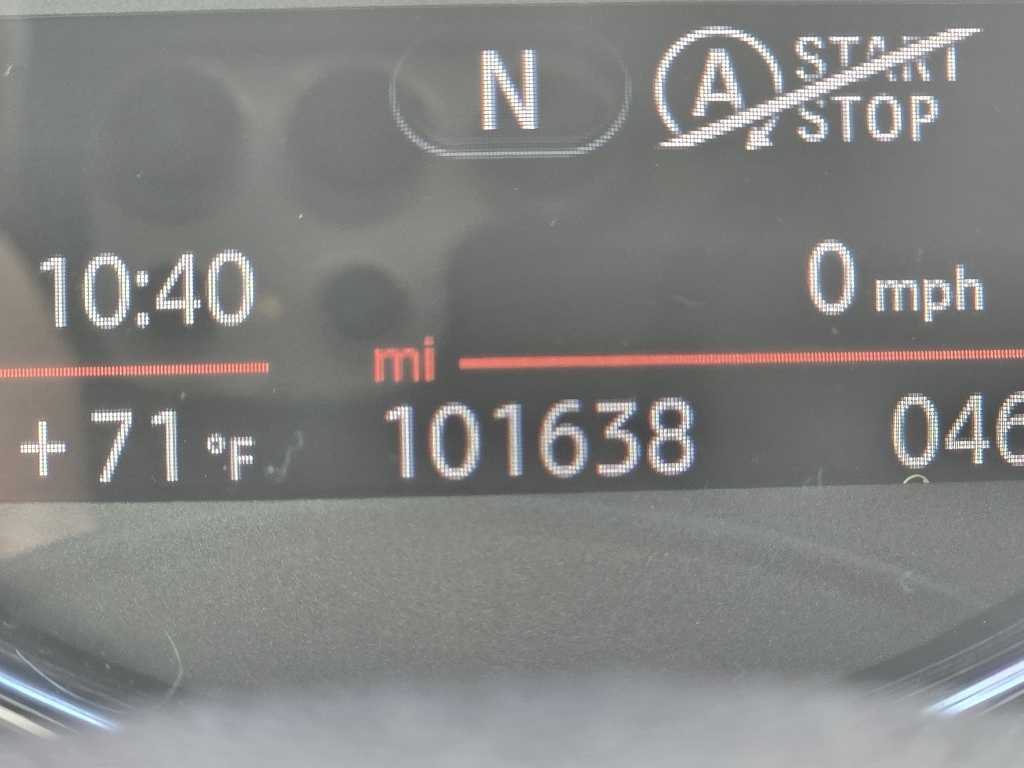 N
A START
STOP
10:40
0 mph
mi
+71 °F
101638
046